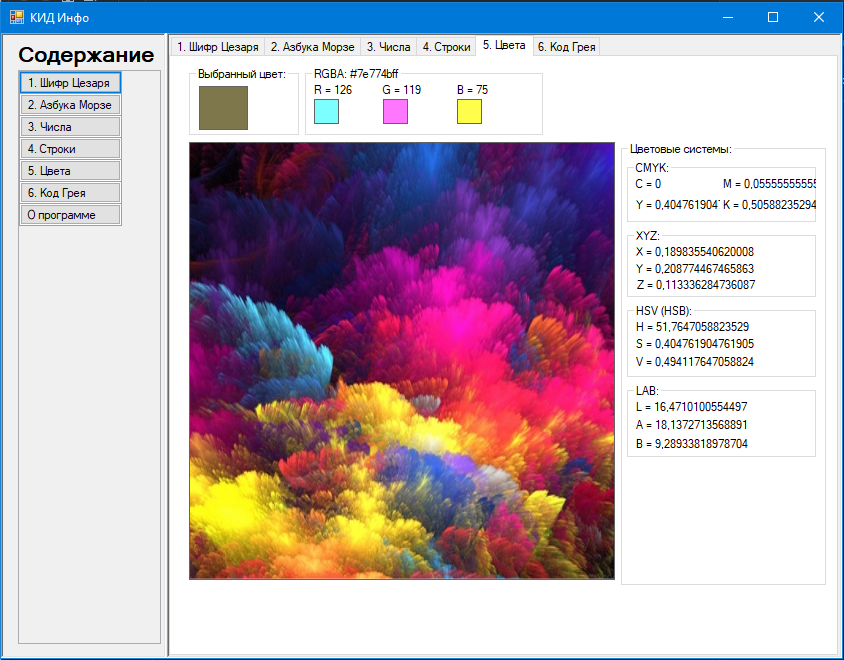 КИД Инфо
Содержание
1. Шифр Цезаря
2. Азбука Морзе
3. Числа
4. Строки
5. Цвета
6. Код Грея
О программе
1. Шифр Цезаря 2. Азбука Морзе 3. Числа 4. Строки 5. Цвета 6. Код Грея
Выбранный цвет:
RGBA: #7e774bff
R = 126 G = 119 B = 75
Цветовые системы:
CMYK:
C = 0 M = 0,05555555555
Y = 0,404761904 K = 0,50588235294
XYZ:
X = 0,189835540620008
Y = 0,208774467465863
Z = 0,113336284736087
HSV (HSB):
H = 51,7647058823529
S = 0,404761904761905
V = 0,494117647058824
LAB:
L = 16,4710100554497
A = 18,1372713568891
B = 9,28933818978704